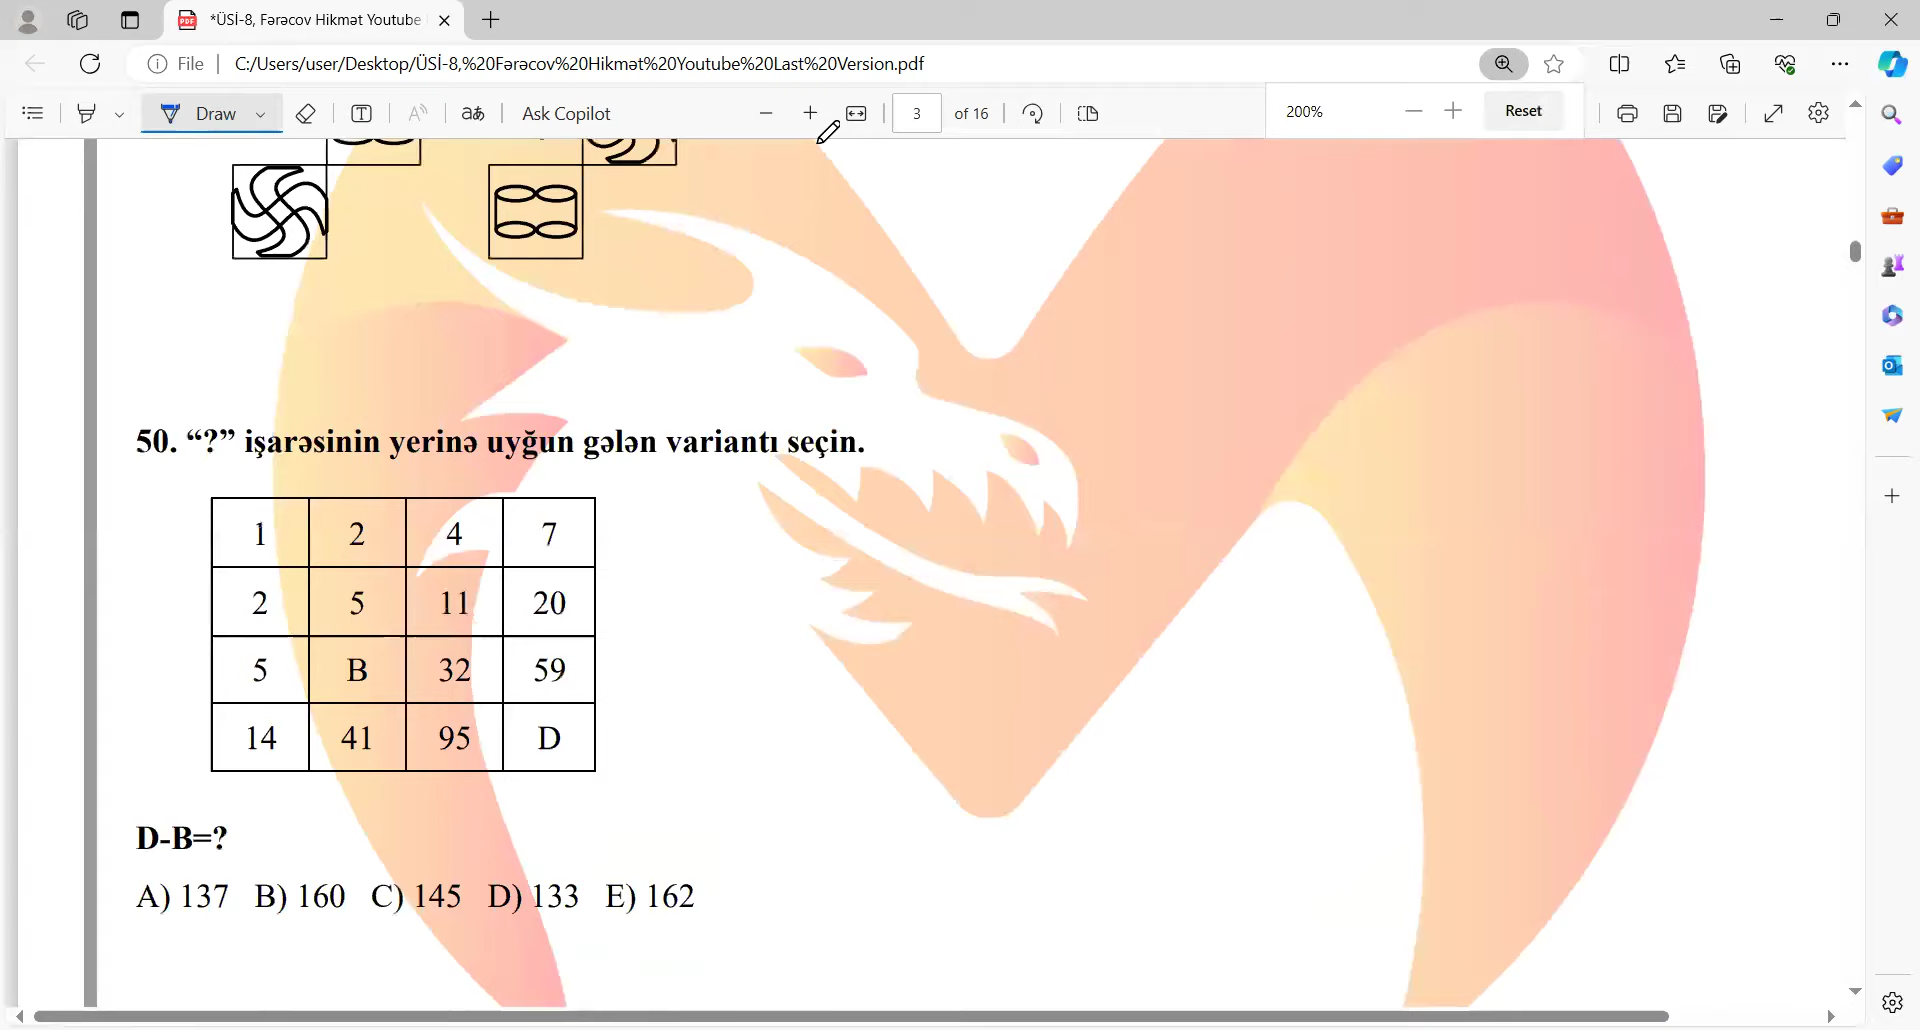 *ÜSİ-8, Fərəcov Hikmət Youtube
File
C:/Users/user/Desktop/ÜSİ-8,%20Fərəcov%20Hikmət%20Youtube%20Last%20Version.pdf
Draw
T
A
aあ
Ask Copilot
3 of 16
200%
Reset
50. “?” işarəsinin yerinə uyğun gələn variantı seçin.
1 2 4 7
2 5 11 20
5 B 32 59
14 41 95 D
D-B=?
A) 137 B) 160 C) 145 D) 133 E) 162